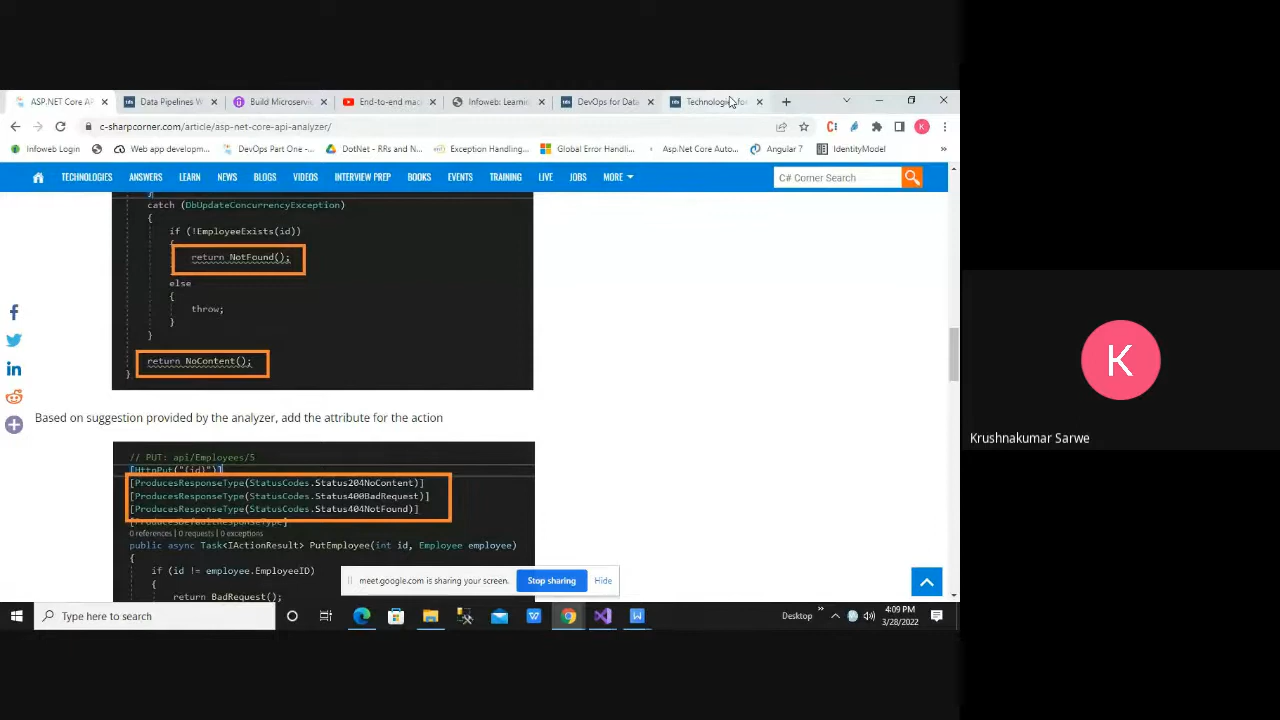 ASP.NET Core AP
Data Pipelines W
Build Microservic
End-to-end mac
Infoweb: Learnin
DevOps for Data
Technologi for
c-sharpcorner.com/article/asp-net-core-api-analyzer/
K
Infoweb Login
Web app developm...
DevOps Part One -...
DotNet - RRs and N...
Exception Handling...
Global Error Handli...
Asp.Net Core Auto...
Angular 7
IdentityModel
»
TECHNOLOGIES
ANSWERS
LEARN
NEWS
BLOGS
VIDEOS
INTERVIEW PREP
BOOKS
EVENTS
TRAINING
LIVE
JOBS
MORE
C# Corner Search
}
catch (DbUpdateConcurrencyException)
{
if (!EmployeeExists(id))
{
return NotFound();
else
{
throw;
}
}
return NoContent();
}
Based on suggestion provided by the analyzer, add the attribute for the action
// PUT: api/Employees/5
[HttpPut("{id}")]
[ProducesResponseType(StatusCodes.Status204NoContent)]
[ProducesResponseType(StatusCodes.Status400BadRequest)]
[ProducesResponseType(StatusCodes.Status404NotFound)]
[ProducesDefaultResponseType]
0 references | 0 requests | 0 exceptions
public async Task<IActionResult> PutEmployee(int id, Employee employee)
{
if (id != employee.EmployeeID)
{
return BadRequest();
meet.google.com is sharing your screen.
Stop sharing
Hide
Type here to search
Desktop
»
4:09 PM
3/28/2022
K
Krushnakumar Sarwe